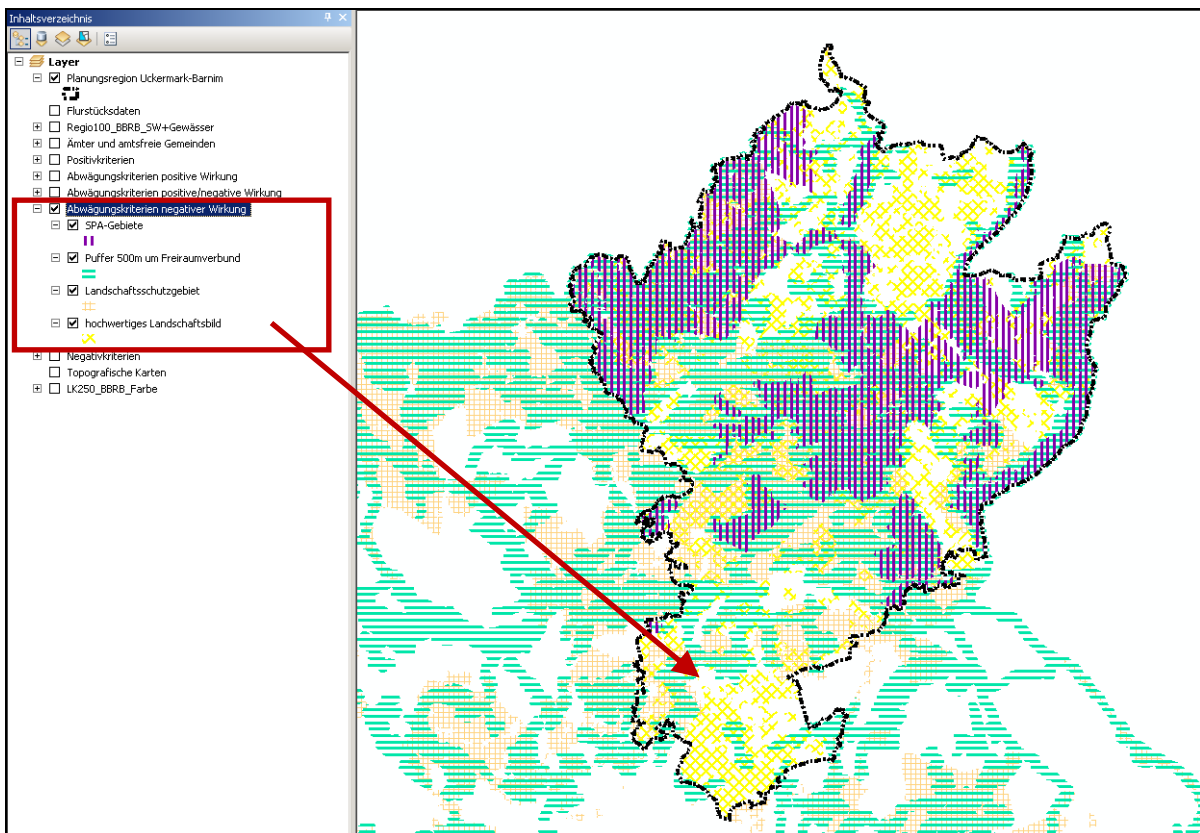 Inhaltsverzeichnis
Layer
Planungsregion Uckermark-Barnim
Flurstücksdaten
Regio100_BBRB_SW+Gewässer
Ämter und amtsfreie Gemeinden
Positivkriterien
Abwägungskriterien positive Wirkung
Abwägungskriterien positive/negative Wirkung
Abwägungskriterien negativer Wirkung
SPA-Gebiete
Puffer 500m um Freiraumverbund
Landschaftsschutzgebiet
hochwertiges Landschaftsbild
Negativkriterien
Topografische Karten
LK250_BBRB_Farbe